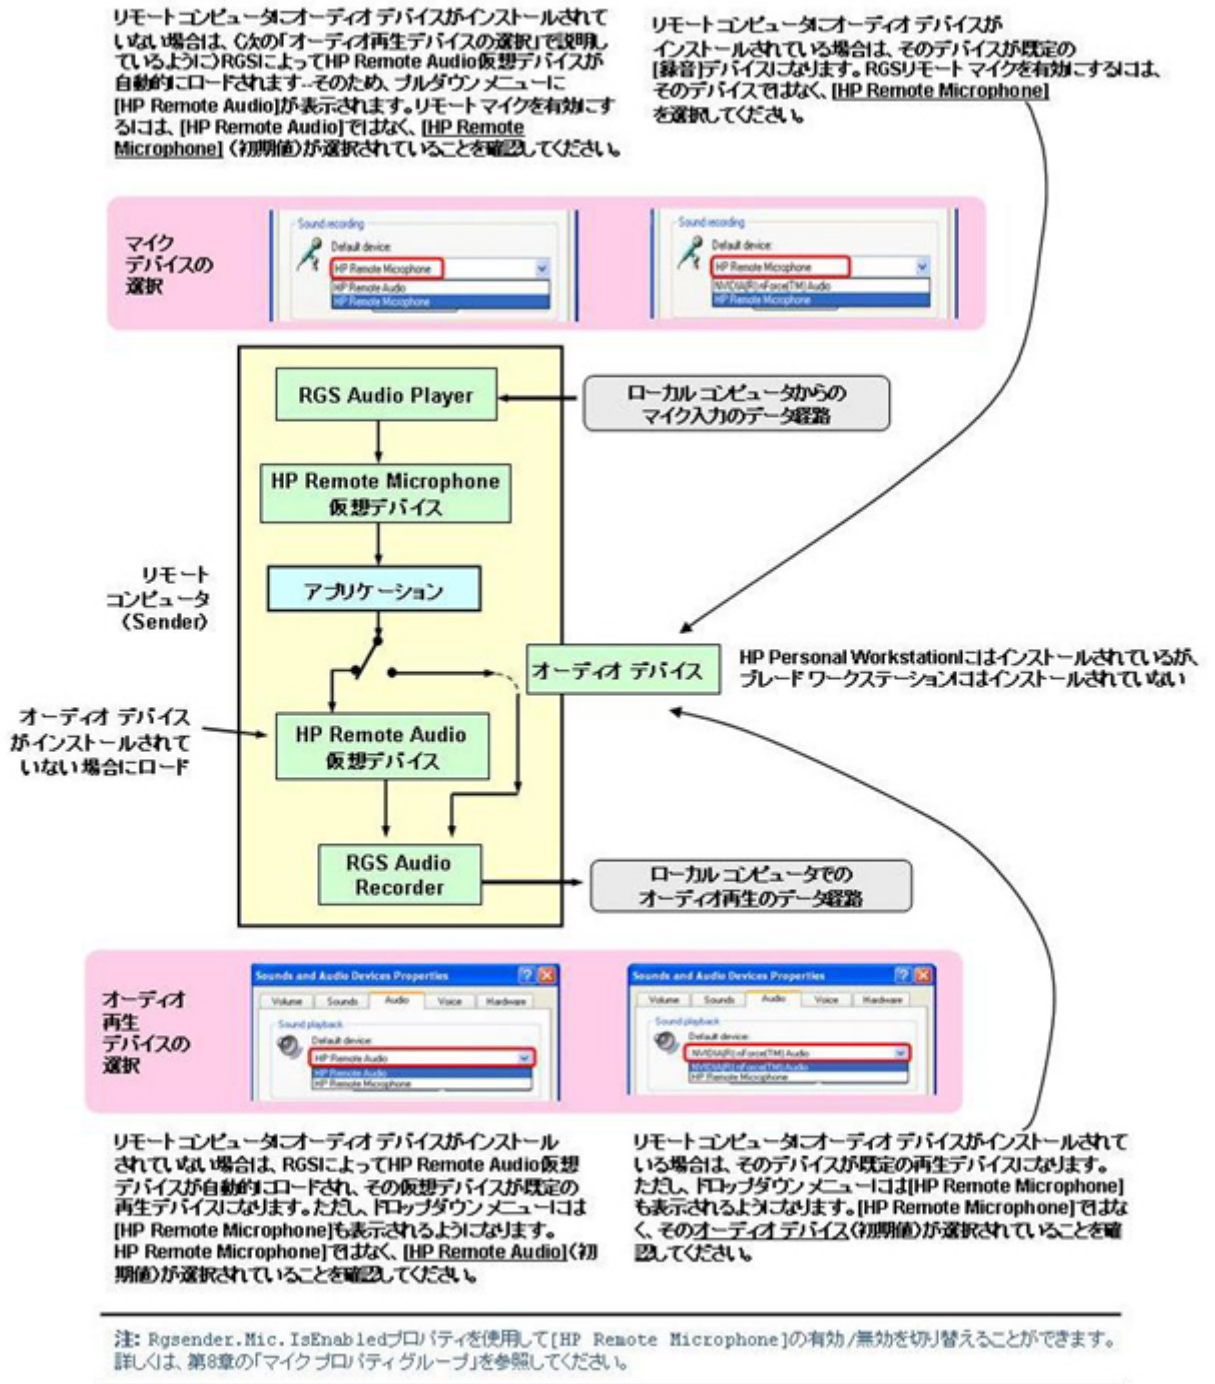 リモートコンピュータにオーディオ デバイスがインストールされて
いない場合は、(次の「オーディオ再生デバイスの選択」で説明し
ているように)RGSによってHP Remote Audio仮想デバイスが
自動的にロードされます--そのため、プルダウン メニューに
[HP Remote Audio]が表示されます。リモートマイクを有効にす
るには、[HP Remote Audio]ではなく、[HP Remote
Microphone] (初期値)が選択されていることを確認してください。
リモートコンピュータにオーディオ デバイスが
インストールされている場合は、そのデバイスが既定の
[録音]デバイスになります。RGSリモート マイクを有効にするには、
そのデバイスではなく、[HP Remote Microphone]
を選択してください。
マイク
デバイスの
選択
Sound recording
Default device:
HP Remote Microphone
HP Remote Audio
HP Remote Microphone
Sound recording
Default device:
HP Remote Microphone
NVIDIA(R) nForce(TM) Audio
HP Remote Microphone
RGS Audio Player
ローカル コンピュータからの
マイク入力のデータ経路
HP Remote Microphone
仮想デバイス
リモート
コンピュータ
(Sender)
アプリケーション
オーディオ デバイス
HP Personal Workstationにはインストールされているが、
ブレード ワークステーションにはインストールされていない
オーディオ デバイス
がインストールされて
いない場合にロード
HP Remote Audio
仮想デバイス
RGS Audio
Recorder
ローカル コンピュータでの
オーディオ再生のデータ経路
オーディオ
再生
デバイスの
選択
Sounds and Audio Devices Properties
Volume Sounds Audio Voice Hardware
Sound playback
Default device:
HP Remote Audio
HP Remote Audio
HP Remote Microphone
Sounds and Audio Devices Properties
Volume Sounds Audio Voice Hardware
Sound playback
Default device:
NVIDIA(R) nForce(TM) Audio
NVIDIA(R) nForce(TM) Audio
HP Remote Microphone
リモートコンピュータにオーディオ デバイスがインストール
されていない場合は、RGSによってHP Remote Audio仮想
デバイスが自動的にロードされ、その仮想デバイスが既定の
再生デバイスになります。ただし、ドロップダウン メニューには
[HP Remote Microphone]も表示されるようになります。
HP Remote Microphone]ではなく、[HP Remote Audio](初
期値)が選択されていることを確認してください。
リモートコンピュータにオーディオ デバイスがインストールされて
いる場合は、そのデバイスが既定の再生デバイスになります。
ただし、ドロップダウン メニューには[HP Remote Microphone]
も表示されるようになります。[HP Remote Microphone]ではな
く、そのオーディオ デバイス(初期値)が選択されていることを確
認してください。
注: Rgsender.Mic.IsEnabledプロパティを使用して[HP Remote Microphone]の有効/無効を切り替えることができます。
詳しくは、第8章の「マイク プロパティ グループ」を参照してください。